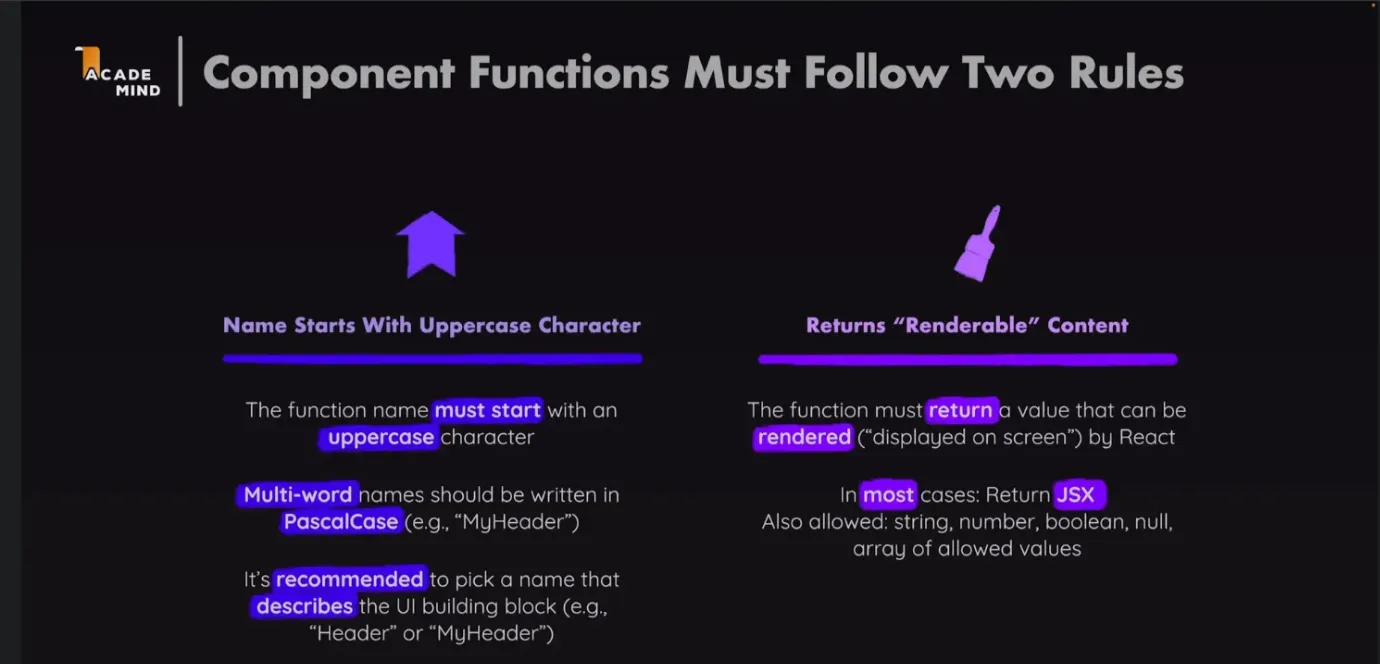 ACADE
MIND
Component Functions Must Follow Two Rules
Name Starts With Uppercase Character
The function name must start with an
uppercase character
Multi-word names should be written in
PascalCase (e.g., “MyHeader”)
It’s recommended to pick a name that
describes the UI building block (e.g.,
“Header” or “MyHeader”)
Returns “Renderable” Content
The function must return a value that can be
rendered (“displayed on screen”) by React
In most cases: Return JSX
Also allowed: string, number, boolean, null,
array of allowed values